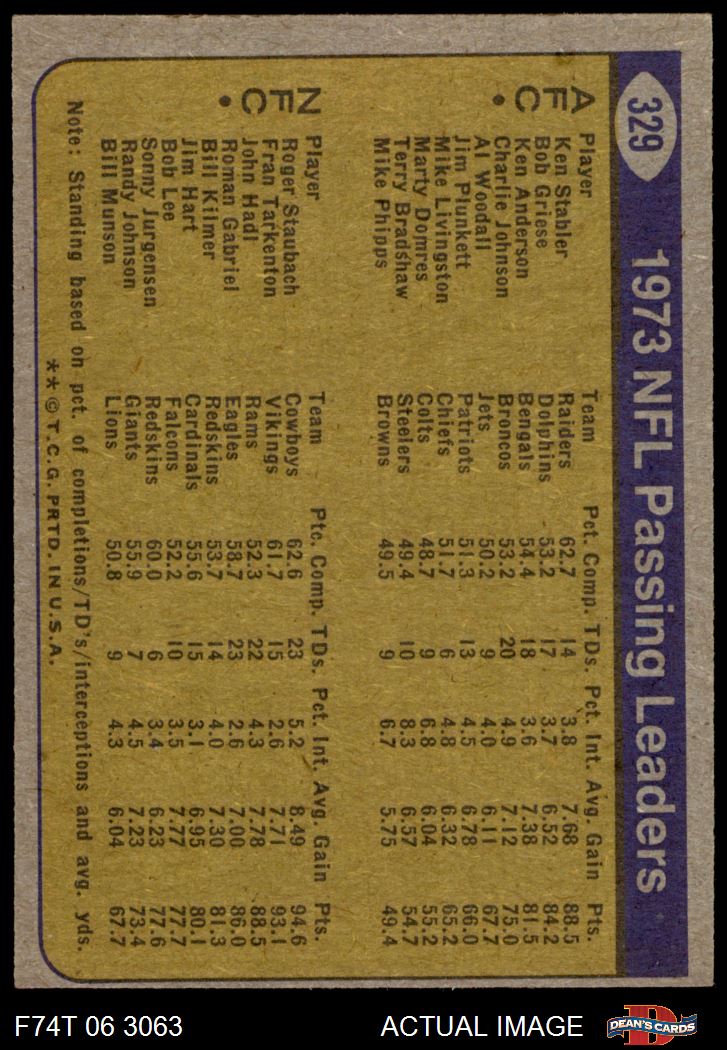 329
1973 NFL Passing Leaders
AFC •
Player Team Pct. Comp. TDs. Pct. Int. Avg. Gain Pts.
Ken Stabler Raiders 62.7 14 3.8 7.68 88.5
Bob Griese Dolphins 53.2 17 3.7 6.52 84.2
Ken Anderson Bengals 54.4 18 3.6 7.38 81.5
Charlie Johnson Broncos 53.2 20 4.9 7.12 75.0
Al Woodall Jets 50.2 9 4.0 6.11 67.7
Jim Plunkett Patriots 51.3 13 4.5 6.78 66.0
Mike Livingston Chiefs 51.7 6 4.8 6.32 65.2
Marty Domres Colts 48.7 9 6.8 6.04 55.2
Terry Bradshaw Steelers 49.4 10 8.3 6.57 54.7
Mike Phipps Browns 49.5 9 6.7 5.75 49.4
NFC •
Player Team Ptc. Comp. TDs. Pct. Int. Avg. Gain Pts.
Roger Staubach Cowboys 62.6 23 5.2 8.49 94.6
Fran Tarkenton Vikings 61.7 15 2.6 7.71 93.1
John Hadl Rams 52.3 22 4.3 7.78 88.5
Roman Gabriel Eagles 58.7 23 2.6 7.00 86.0
Bill Kilmer Redskins 53.7 14 4.0 7.30 81.3
Jim Hart Cardinals 55.6 15 3.1 6.95 80.1
Bob Lee Falcons 52.2 10 3.5 7.77 77.7
Sonny Jurgensen Redskins 60.0 6 3.4 6.23 77.6
Randy Johnson Giants 55.9 7 4.5 7.23 73.4
Bill Munson Lions 50.8 9 4.3 6.04 67.7
Note: Standing based on pct. of completions/TD's/interceptions and avg. yds.
**© T.C.G. PRTD. IN U.S.A.
F74T 06 3063 ACTUAL IMAGE
D
DEAN'S CARDS